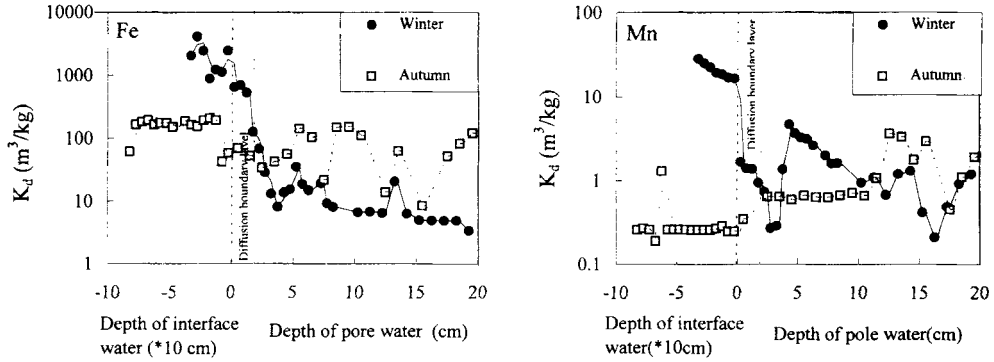 Fe
Winter
Autumn
10000
1000
100
10
1
K_d (m³/kg)
Diffusion boundary layer
-10 -5 0 5 10 15 20
Depth of interface
water (*10 cm)
Depth of pore water (cm)
Mn
Winter
Autumn
100
10
1
0.1
K_d (m³/kg)
Diffusion boundary layer
-10 -5 0 5 10 15 20
Depth of interface
water(*10cm)
Depth of pole water(cm)